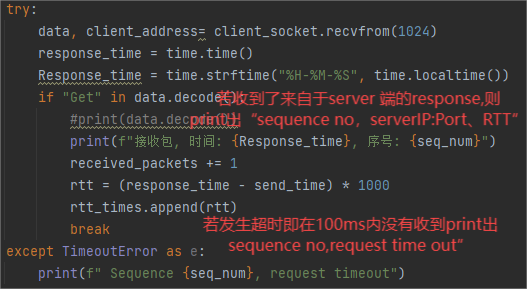 try:
data, client_address= client_socket.recvfrom(1024)
response_time = time.time()
Response_time = time.strftime("%H-%M-%S", time.localtime())
if "Get" in data.decode():
若收到了来自于server 端的response,则
#print(data.decode())
print出“sequence no，serverIP:Port、RTT“
print(f"接收包, 时间: {Response_time}, 序号: {seq_num}")
received_packets += 1
rtt = (response_time - send_time) * 1000
rtt_times.append(rtt)
若发生超时即在100ms内没有收到print出
break
sequence no,request time out“
except TimeoutError as e:
print(f" Sequence {seq_num}, request timeout")